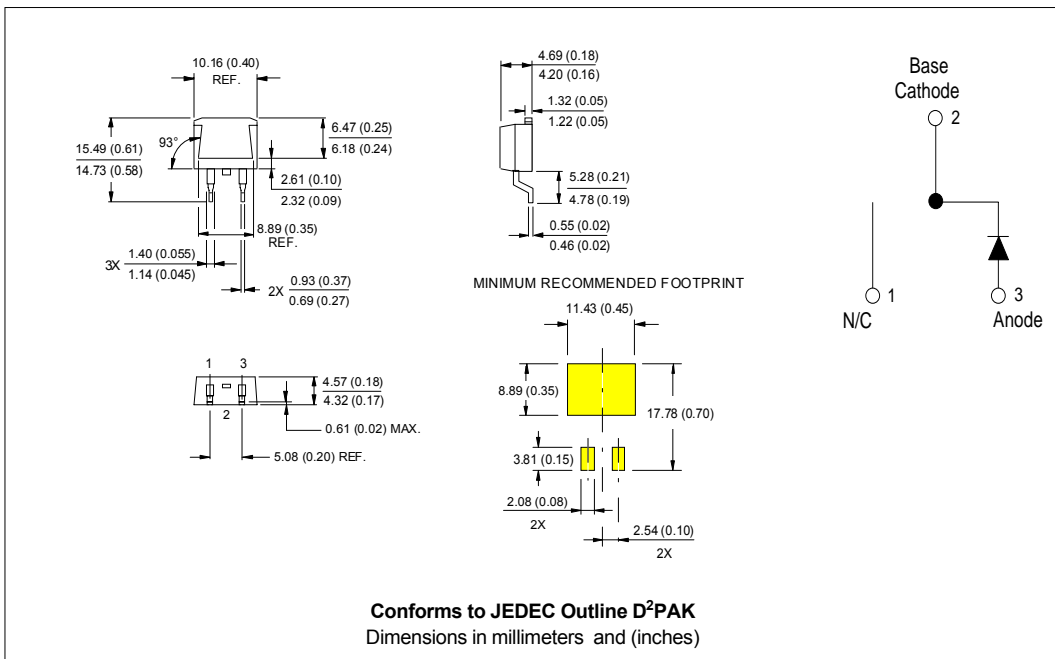 10.16 (0.40)
REF.
93°
15.49 (0.61)
14.73 (0.58)
6.47 (0.25)
6.18 (0.24)
2.61 (0.10)
2.32 (0.09)
8.89 (0.35)
REF.
3X
1.40 (0.055)
1.14 (0.045)
2X
0.93 (0.37)
0.69 (0.27)
4.69 (0.18)
4.20 (0.16)
1.32 (0.05)
1.22 (0.05)
5.28 (0.21)
4.78 (0.19)
0.55 (0.02)
0.46 (0.02)
Base
Cathode
2
1
N/C
3
Anode
1 3
2
4.57 (0.18)
4.32 (0.17)
0.61 (0.02) MAX.
5.08 (0.20) REF.
MINIMUM RECOMMENDED FOOTPRINT
11.43 (0.45)
8.89 (0.35)
17.78 (0.70)
3.81 (0.15)
2.08 (0.08)
2X
2.54 (0.10)
2X
Conforms to JEDEC Outline D²PAK
Dimensions in millimeters and (inches)